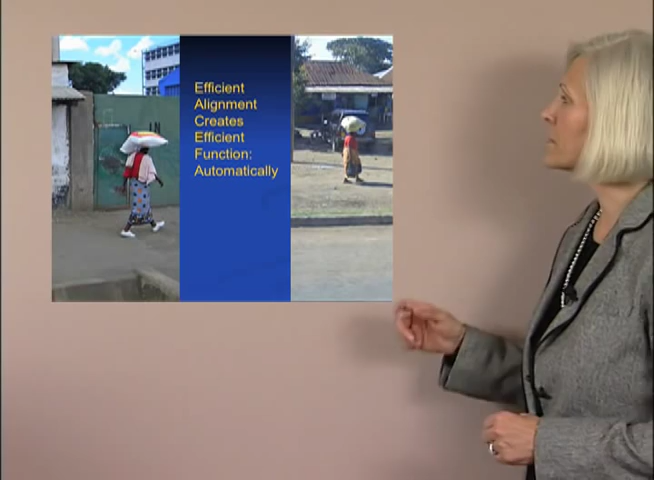 Efficient
Alignment
Creates
Efficient
Function:
Automatically